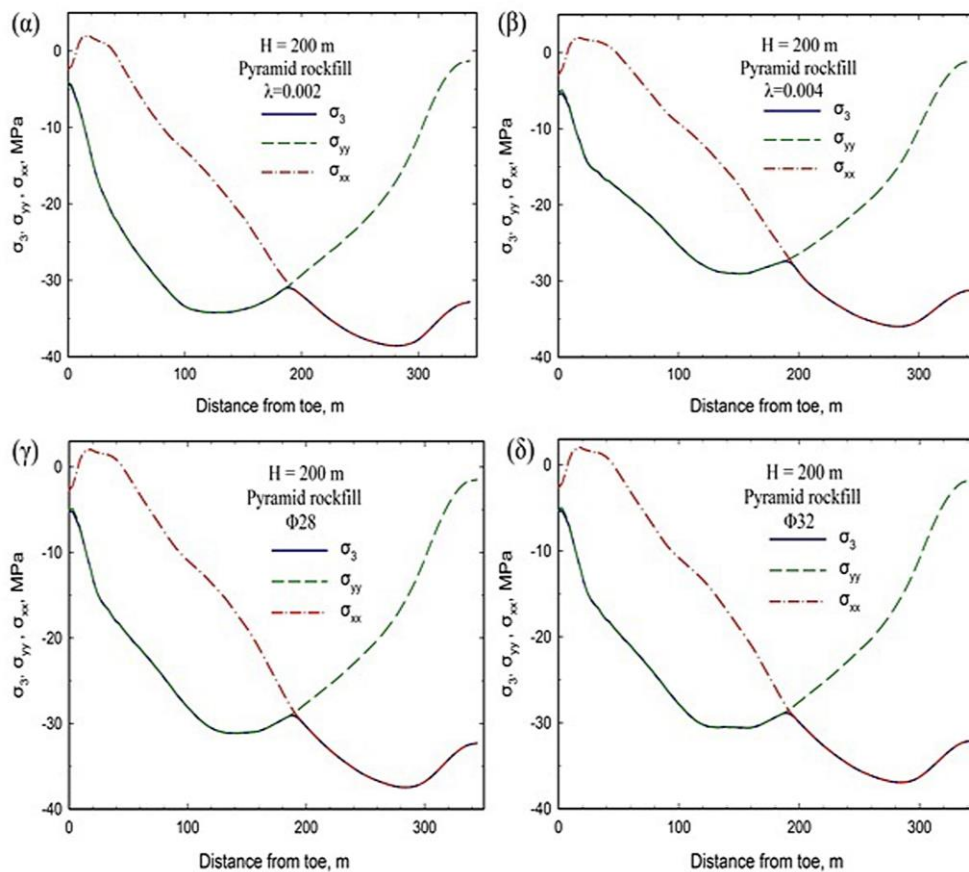 (α)
H = 200 m
Pyramid rockfill
λ=0.002
σ3
σyy
σxx
0
-10
-20
-30
-40
σ3, σyy , σxx, MPa
0 100 200 300
Distance from toe, m
(β)
H = 200 m
Pyramid rockfill
λ=0.004
σ3
σyy
σxx
0
-10
-20
-30
-40
σ3, σyy , σxx, MPa
0 100 200 300
Distance from toe, m
(γ)
H = 200 m
Pyramid rockfill
Φ28
σ3
σyy
σxx
0
-10
-20
-30
-40
σ3, σyy , σxx, MPa
0 100 200 300
Distance from toe, m
(δ)
H = 200 m
Pyramid rockfill
Φ32
σ3
σyy
σxx
0
-10
-20
-30
-40
σ3, σyy , σxx, MPa
0 100 200 300
Distance from toe, m